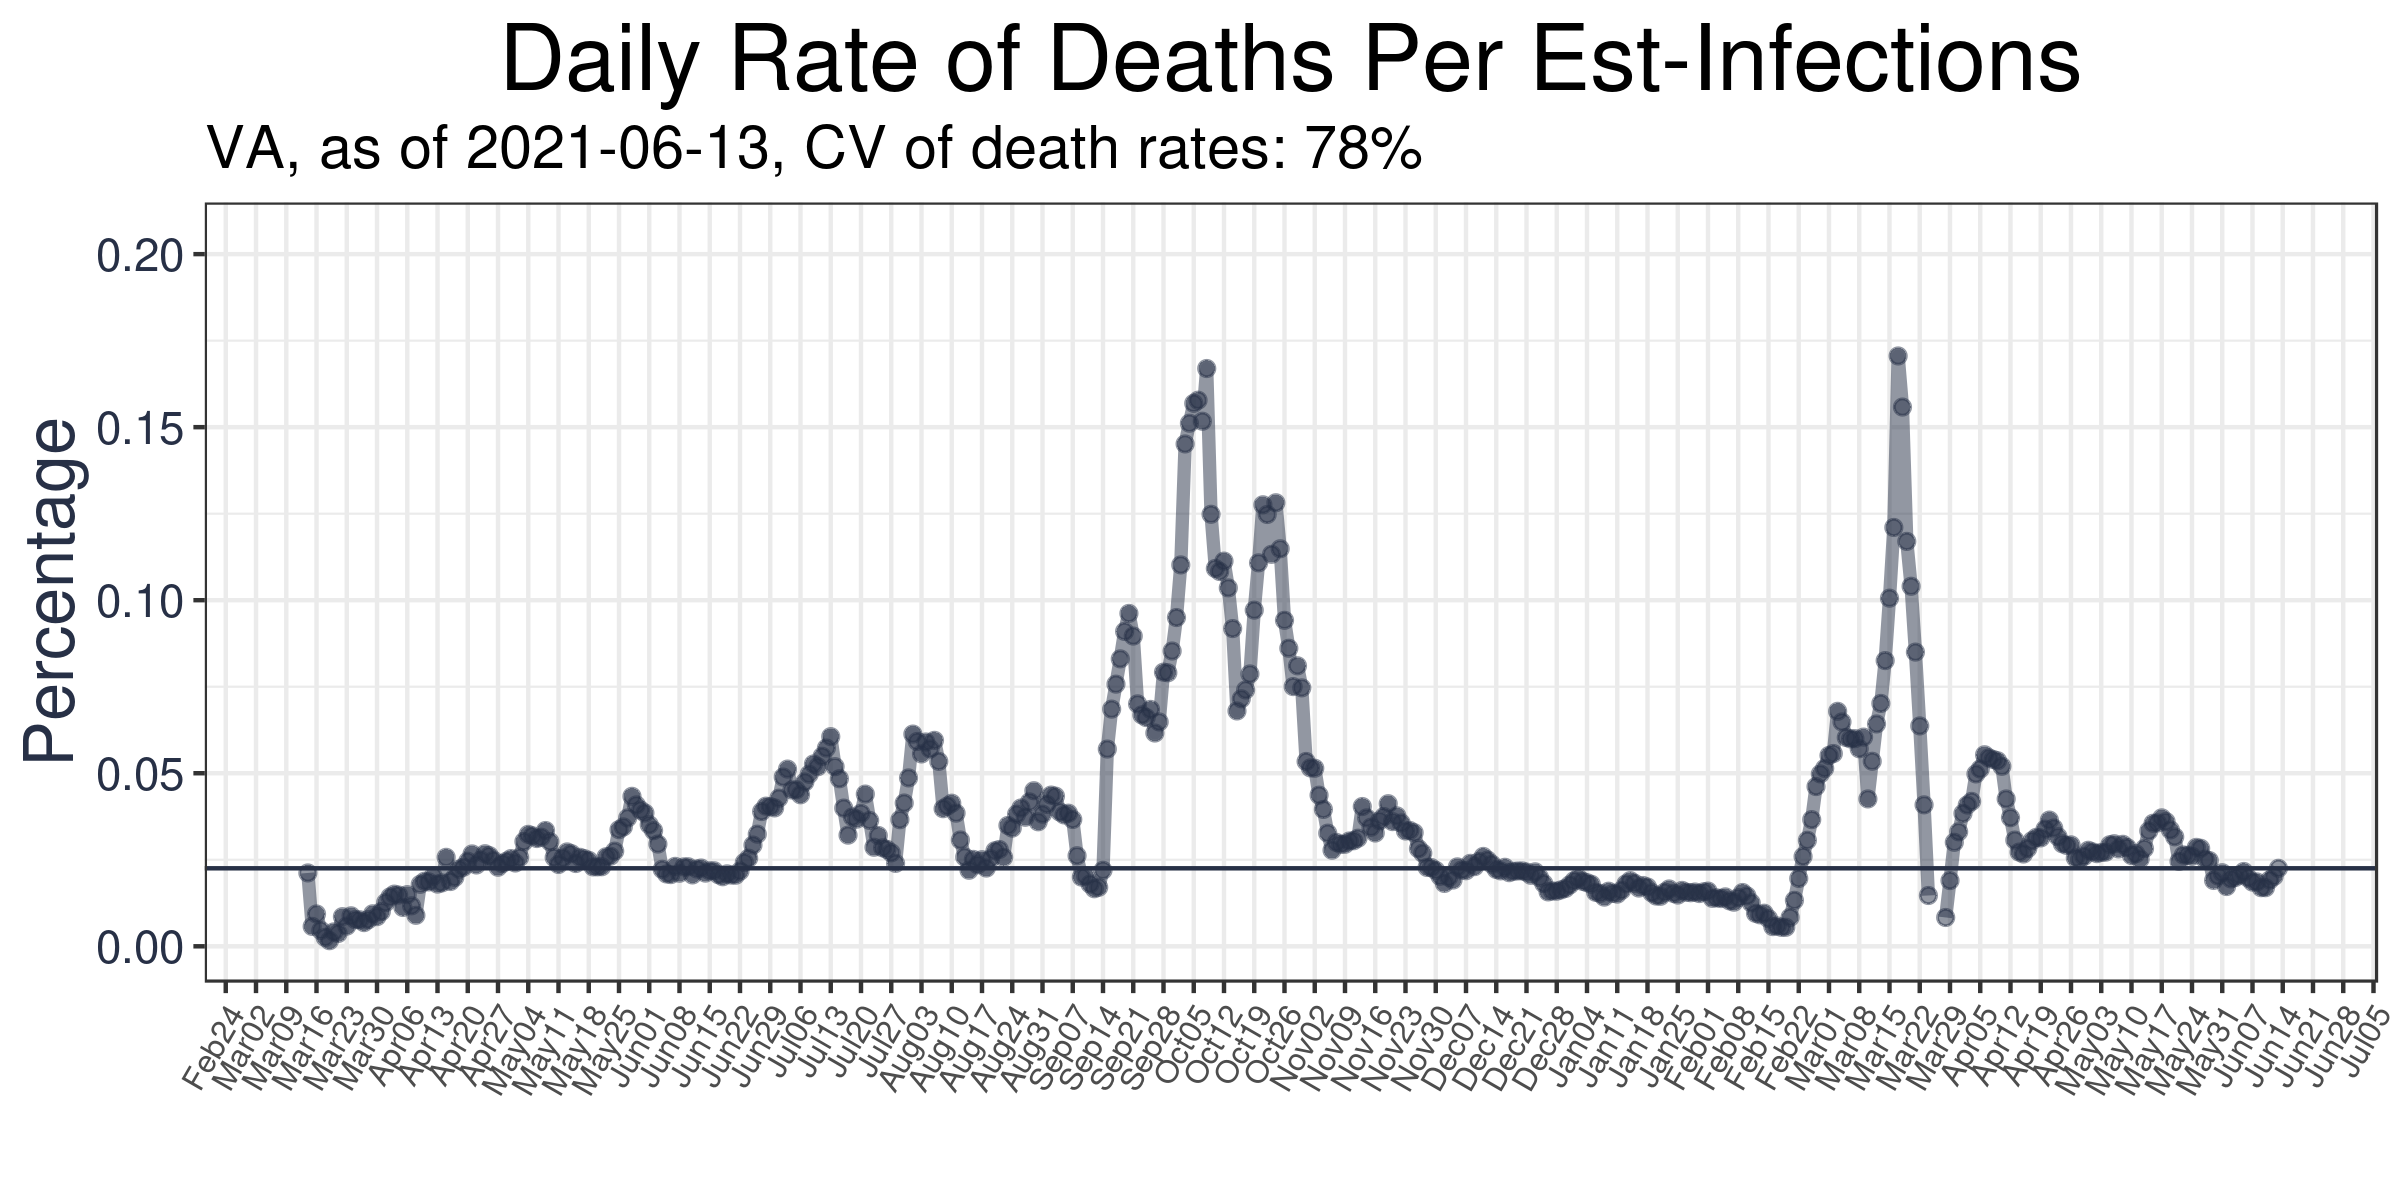 Daily Rate of Deaths Per Est-Infections
VA, as of 2021-06-13, CV of death rates: 78%
Percentage
0.20
0.15
0.10
0.05
0.00
Feb24 Mar02 Mar09 Mar16 Mar23 Mar30 Apr06 Apr13 Apr20 Apr27 May04 May11 May18 May25 Jun01 Jun08 Jun15 Jun22 Jun29 Jul06 Jul13 Jul20 Jul27 Aug03 Aug10 Aug17 Aug24 Aug31 Sep07 Sep14 Sep21 Sep28 Oct05 Oct12 Oct19 Oct26 Nov02 Nov09 Nov16 Nov23 Nov30 Dec07 Dec14 Dec21 Dec28 Jan04 Jan11 Jan18 Jan25 Feb01 Feb08 Feb15 Feb22 Mar01 Mar08 Mar15 Mar22 Mar29 Apr05 Apr12 Apr19 Apr26 May03 May10 May17 May24 May31 Jun07 Jun14 Jun21 Jun28 Jul05